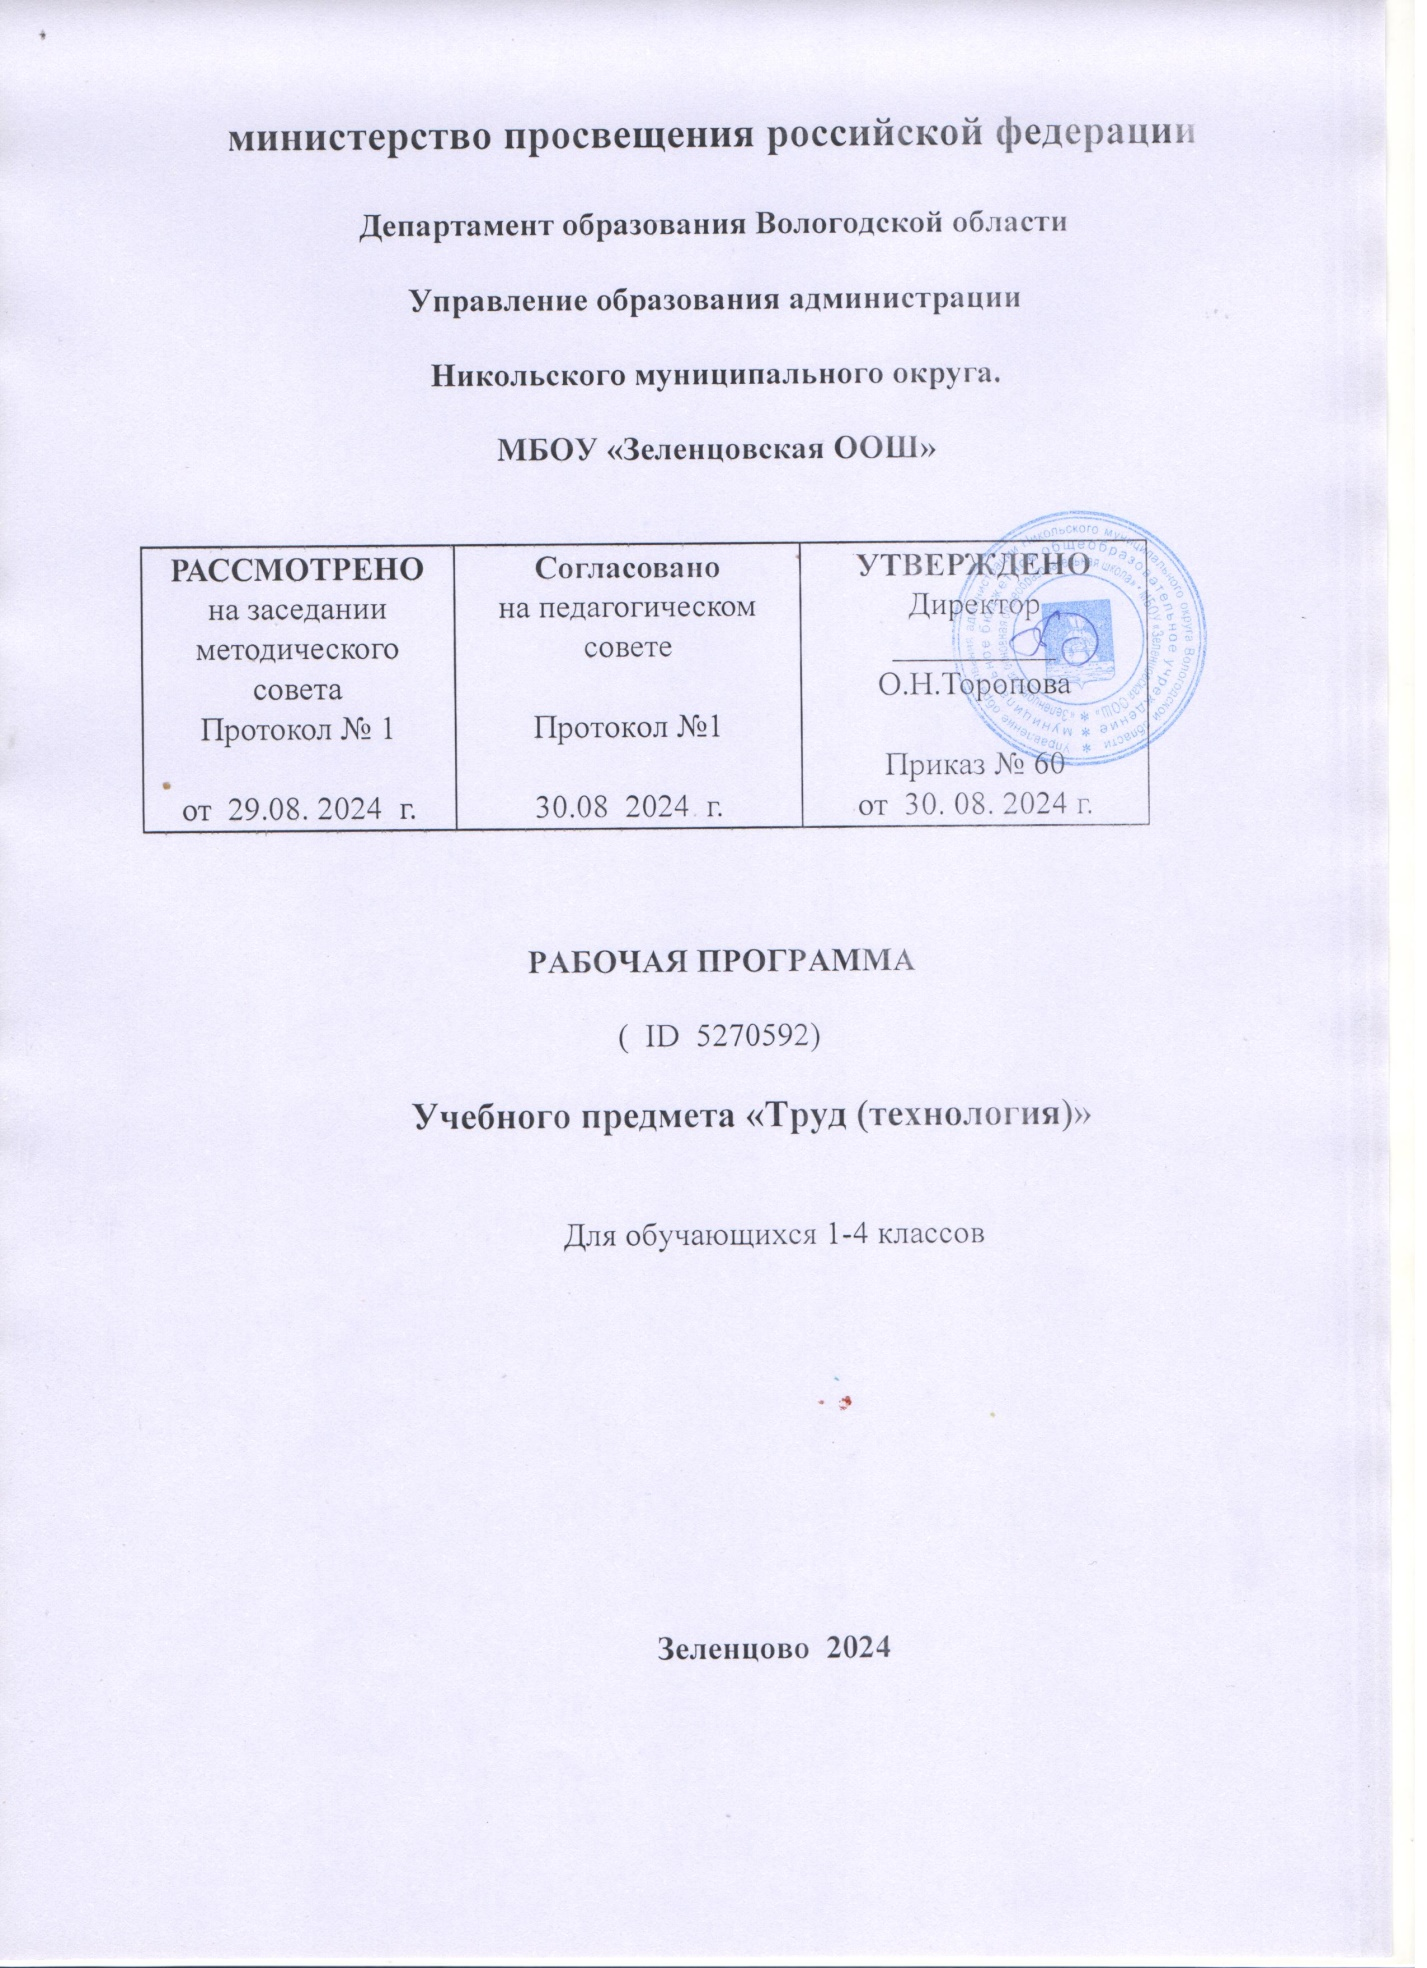 министерство просвещения российской федерации
Департамент образования Вологодской области
Управление образования администрации
Никольского муниципального округа.
МБОУ «Зеленцовская ООШ»
РАССМОТРЕНО
на заседании
методического
совета
Протокол № 1
от 29.08. 2024 г.
Согласовано
на педагогическом
совете
Протокол №1
30.08 2024 г.
УТВЕРЖДЕНО
Директор
О.Н.Торопова
Приказ № 60
от 30. 08. 2024 г.
РАБОЧАЯ ПРОГРАММА
( ID 5270592)
Учебного предмета «Труд (технология)»
Для обучающихся 1-4 классов
Зеленцово 2024